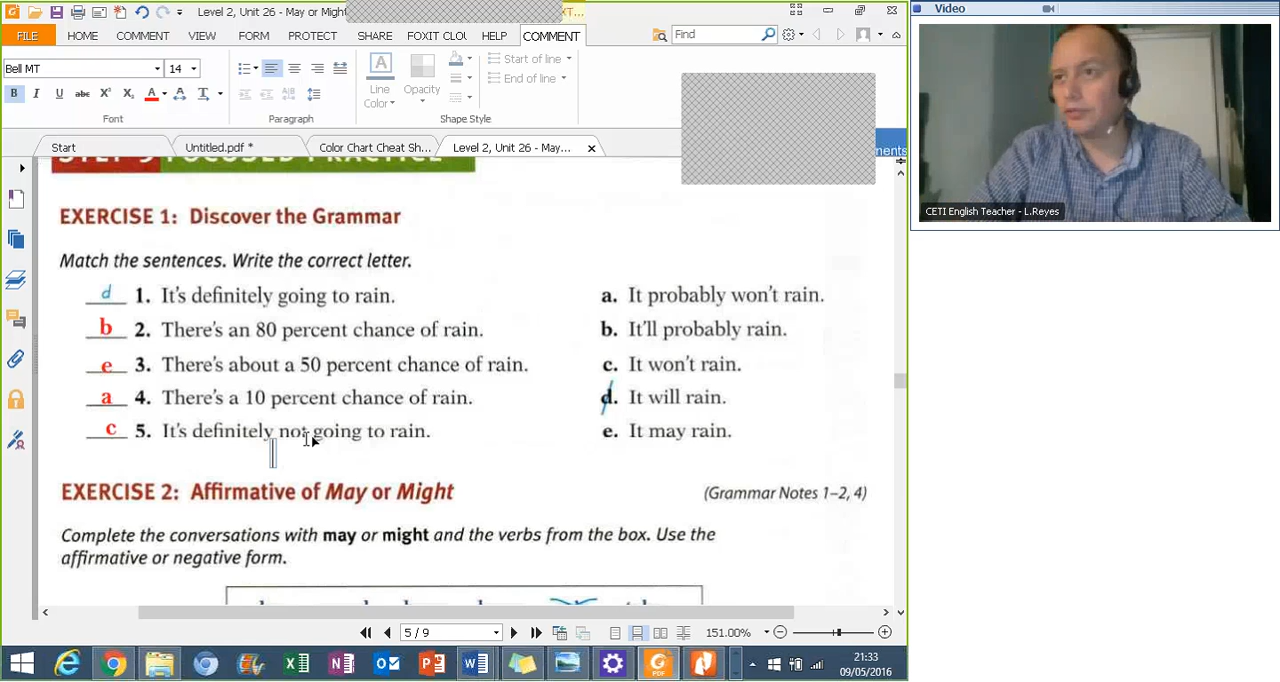 Level 2, Unit 26 - May or Might
FILE HOME COMMENT VIEW FORM PROTECT SHARE FOXIT CLOU HELP COMMENT Find
Bell MT 14
Line Color
Opacity
Start of line
End of line
Font Paragraph Shape Style
Start Untitled.pdf * Color Chart Cheat Sh... Level 2, Unit 26 - May...
FOCUSED PRACTICE
EXERCISE 1: Discover the Grammar
Match the sentences. Write the correct letter.
d 1. It's definitely going to rain. a. It probably won't rain.
b 2. There's an 80 percent chance of rain. b. It'll probably rain.
e 3. There's about a 50 percent chance of rain. c. It won't rain.
a 4. There's a 10 percent chance of rain. d. It will rain.
c 5. It's definitely not going to rain. e. It may rain.
EXERCISE 2: Affirmative of May or Might (Grammar Notes 1–2, 4)
Complete the conversations with may or might and the verbs from the box. Use the
affirmative or negative form.
5 / 9 151.00%
21:33
09/05/2016
Video
CETI English Teacher - L.Reyes